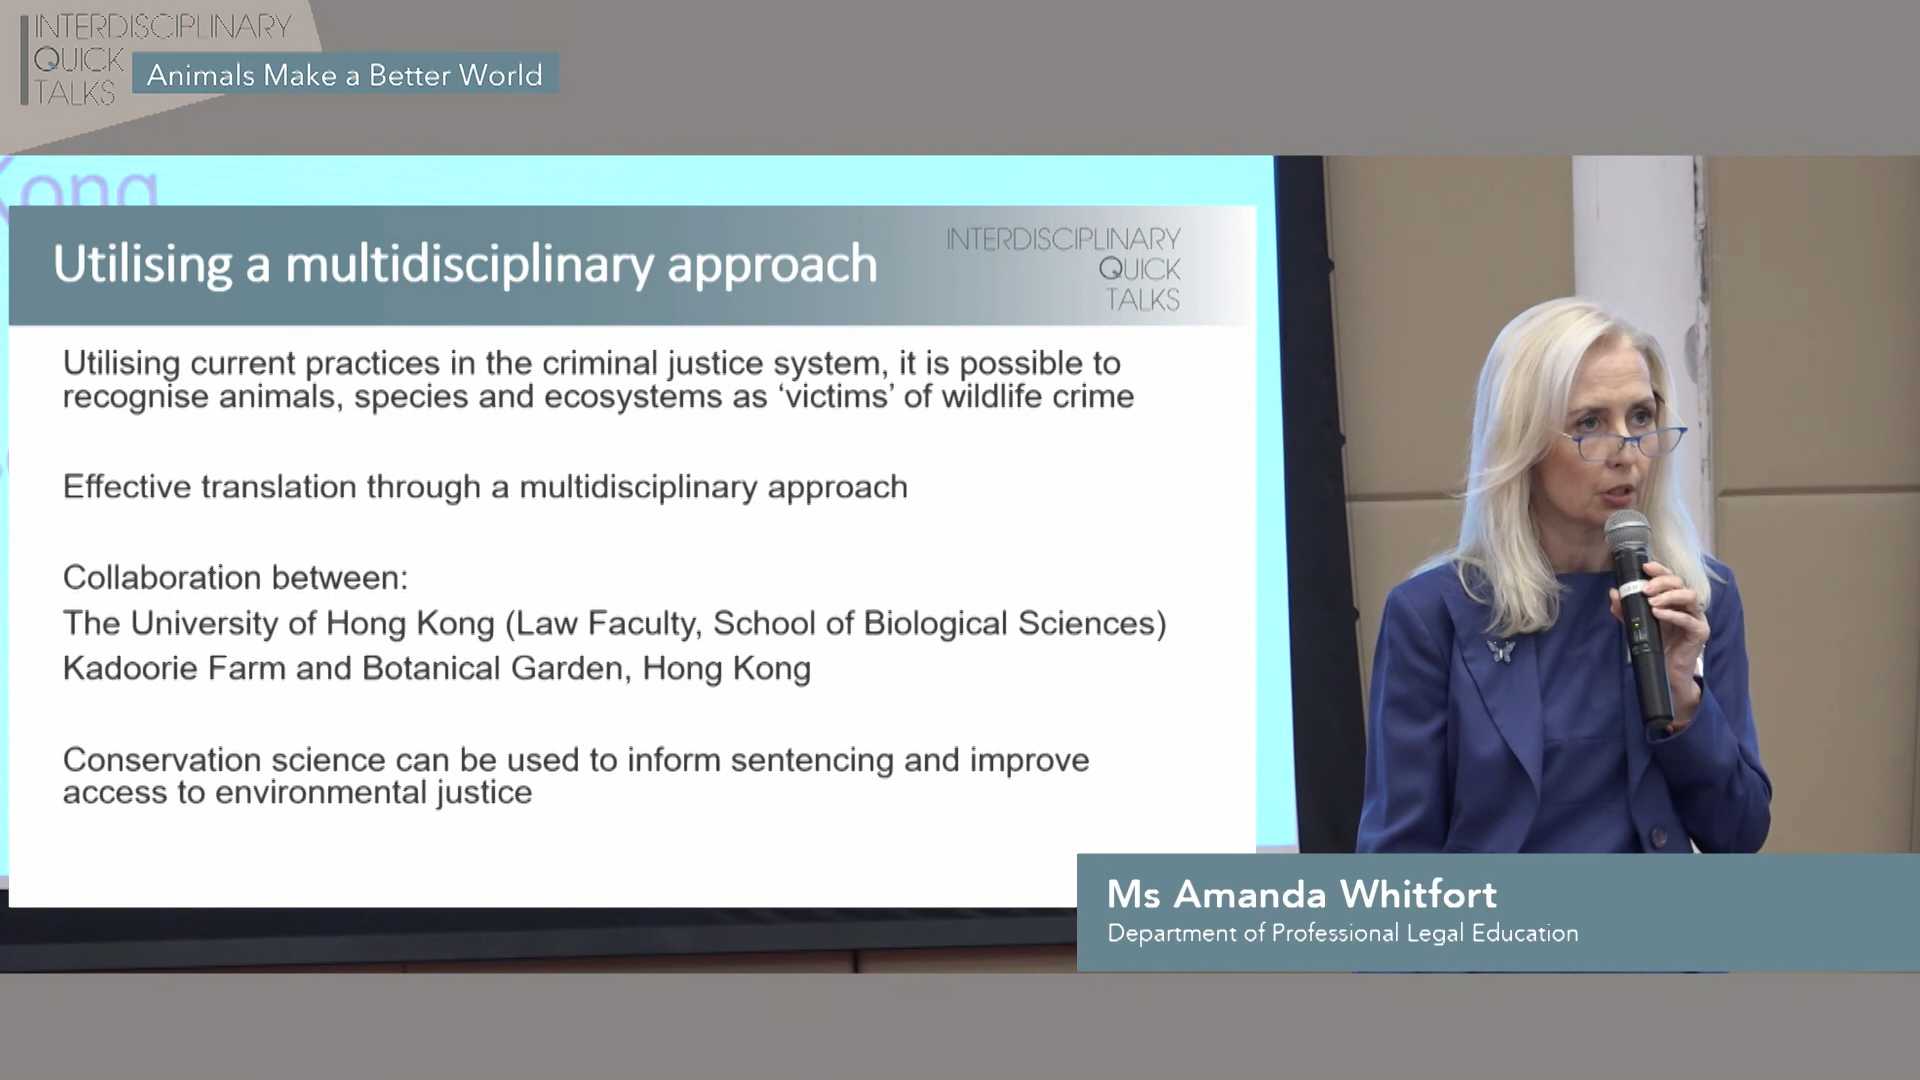 INTERDISCIPLINARY
QUICK
TALKS
Animals Make a Better World
ong
Utilising a multidisciplinary approach
INTERDISCIPLINARY
QUICK
TALKS
Utilising current practices in the criminal justice system, it is possible to
recognise animals, species and ecosystems as ‘victims’ of wildlife crime
Effective translation through a multidisciplinary approach
Collaboration between:
The University of Hong Kong (Law Faculty, School of Biological Sciences)
Kadoorie Farm and Botanical Garden, Hong Kong
Conservation science can be used to inform sentencing and improve
access to environmental justice
Ms Amanda Whitfort
Department of Professional Legal Education